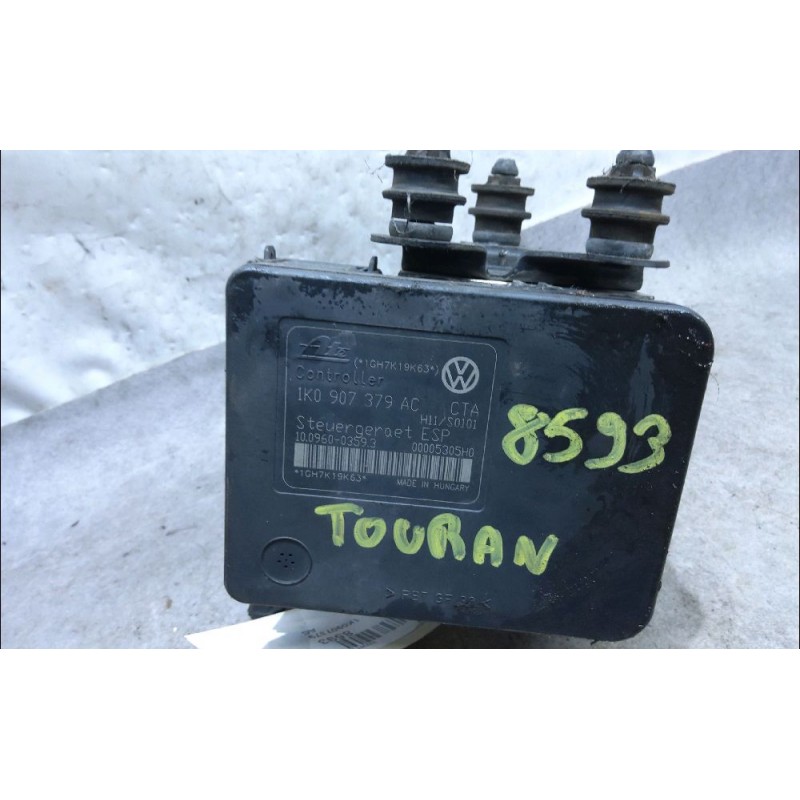 Ate (*1GH7K19K63*)
Controller
1K0 907 379 AC CTA
H11/S0101
Steuergeraet ESP
10.0960-0359.3 00005305H0
*1GH7K19K63* MADE IN HUNGARY
8593
TOURAN